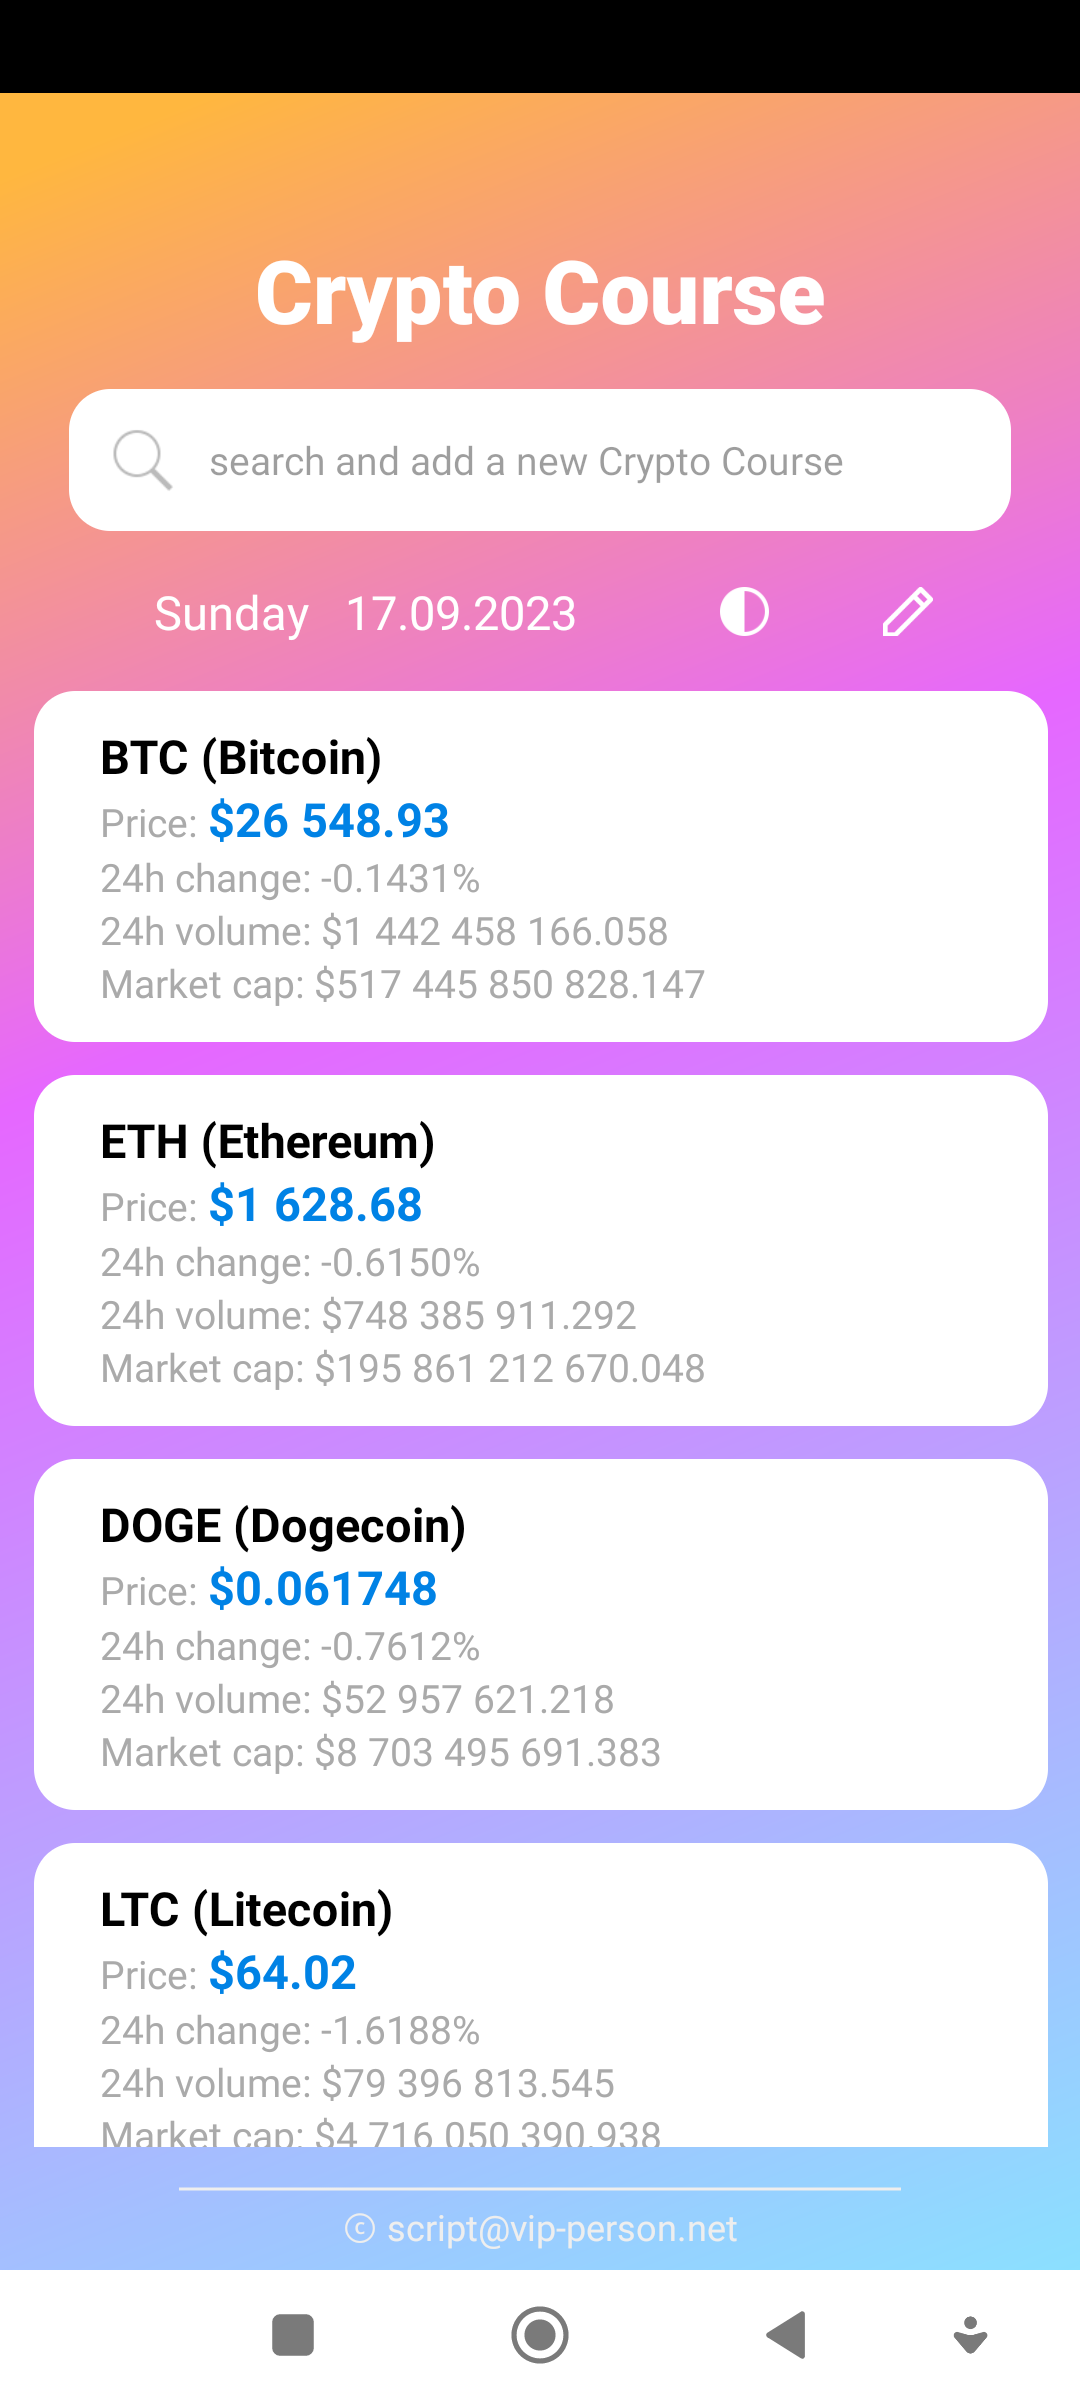 Crypto Course
search and add a new Crypto Course
Sunday 17.09.2023
BTC (Bitcoin)
Price: $26 548.93
24h change: -0.1431%
24h volume: $1 442 458 166.058
Market cap: $517 445 850 828.147
ETH (Ethereum)
Price: $1 628.68
24h change: -0.6150%
24h volume: $748 385 911.292
Market cap: $195 861 212 670.048
DOGE (Dogecoin)
Price: $0.061748
24h change: -0.7612%
24h volume: $52 957 621.218
Market cap: $8 703 495 691.383
LTC (Litecoin)
Price: $64.02
24h change: -1.6188%
24h volume: $79 396 813.545
Market cap: $4 716 050 390.938
© script@vip-person.net